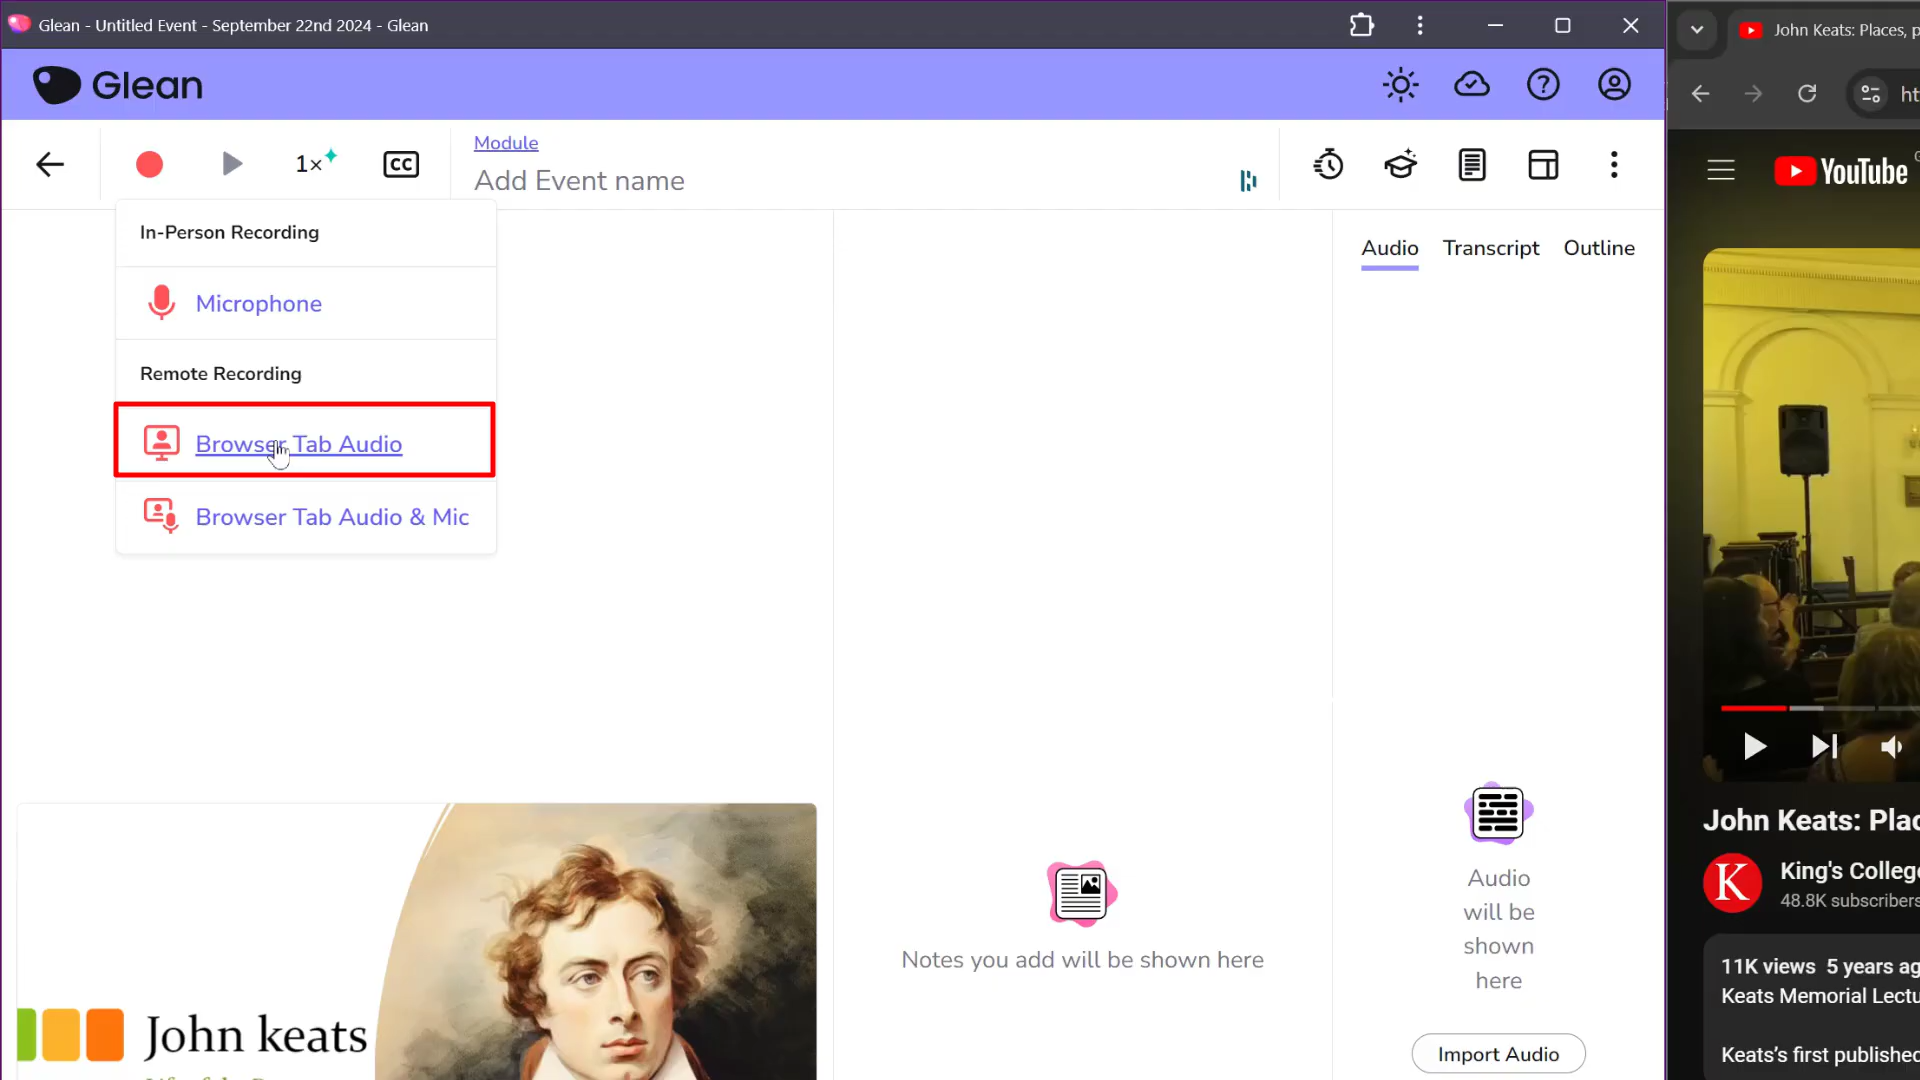 Glean - Untitled Event - September 22nd 2024 - Glean
Glean
1×
CC
Module
Add Event name
In-Person Recording
Microphone
Remote Recording
Browser Tab Audio
Browser Tab Audio & Mic
Audio
Transcript
Outline
John keats
Notes you add will be shown here
Audio
will be
shown
here
Import Audio
John Keats: Places, p
ht
YouTube
John Keats: Plac
K
King's College
48.8K subscribers
11K views 5 years ag
Keats Memorial Lectu
Keats's first published